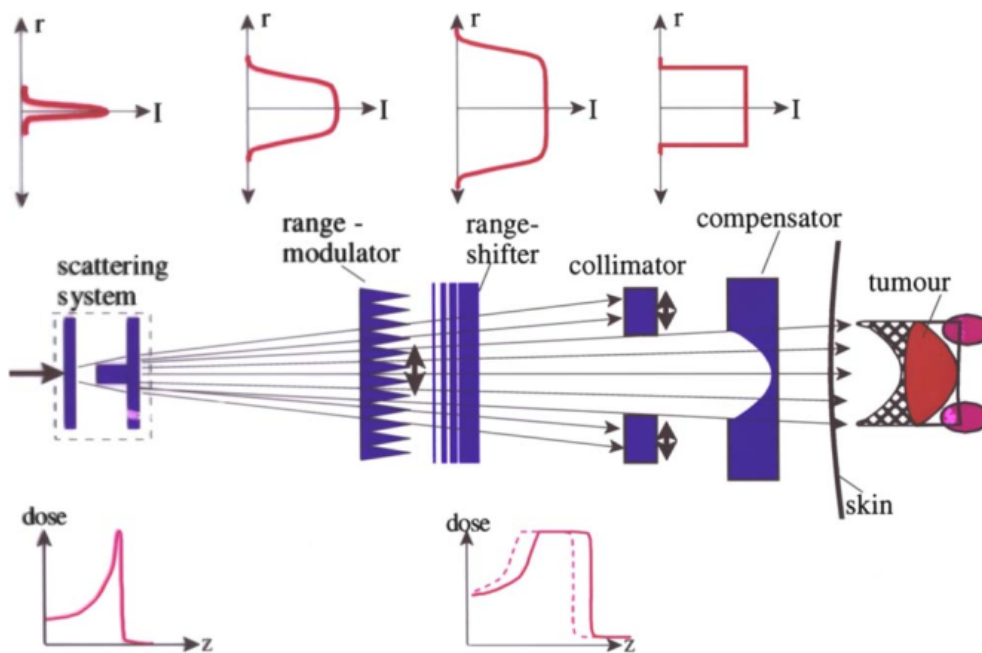 r
r
r
r
I
I
I
I
range -
modulator
range-
shifter
compensator
scattering
system
collimator
tumour
skin
dose
z
dose
z